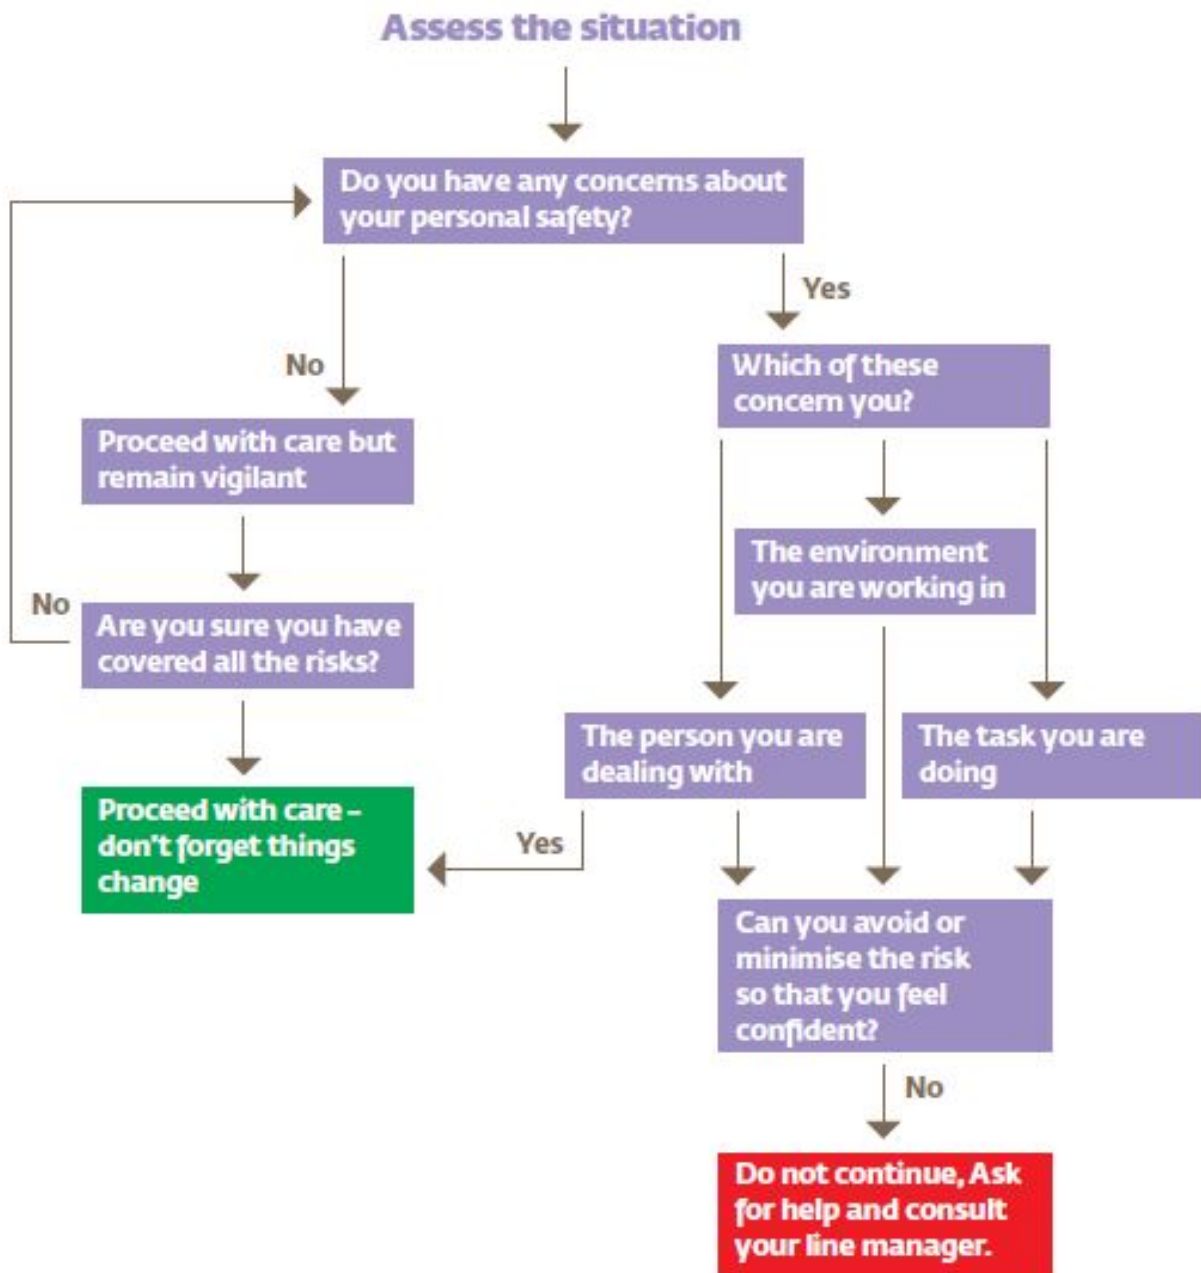 Assess the situation
Do you have any concerns about
your personal safety?
Yes
No
Which of these
concern you?
Proceed with care but
remain vigilant
The environment
you are working in
No
Are you sure you have
covered all the risks?
The person you are
dealing with
The task you are
doing
Proceed with care –
don't forget things
change
Yes
Can you avoid or
minimise the risk
so that you feel
confident?
No
Do not continue, Ask
for help and consult
your line manager.